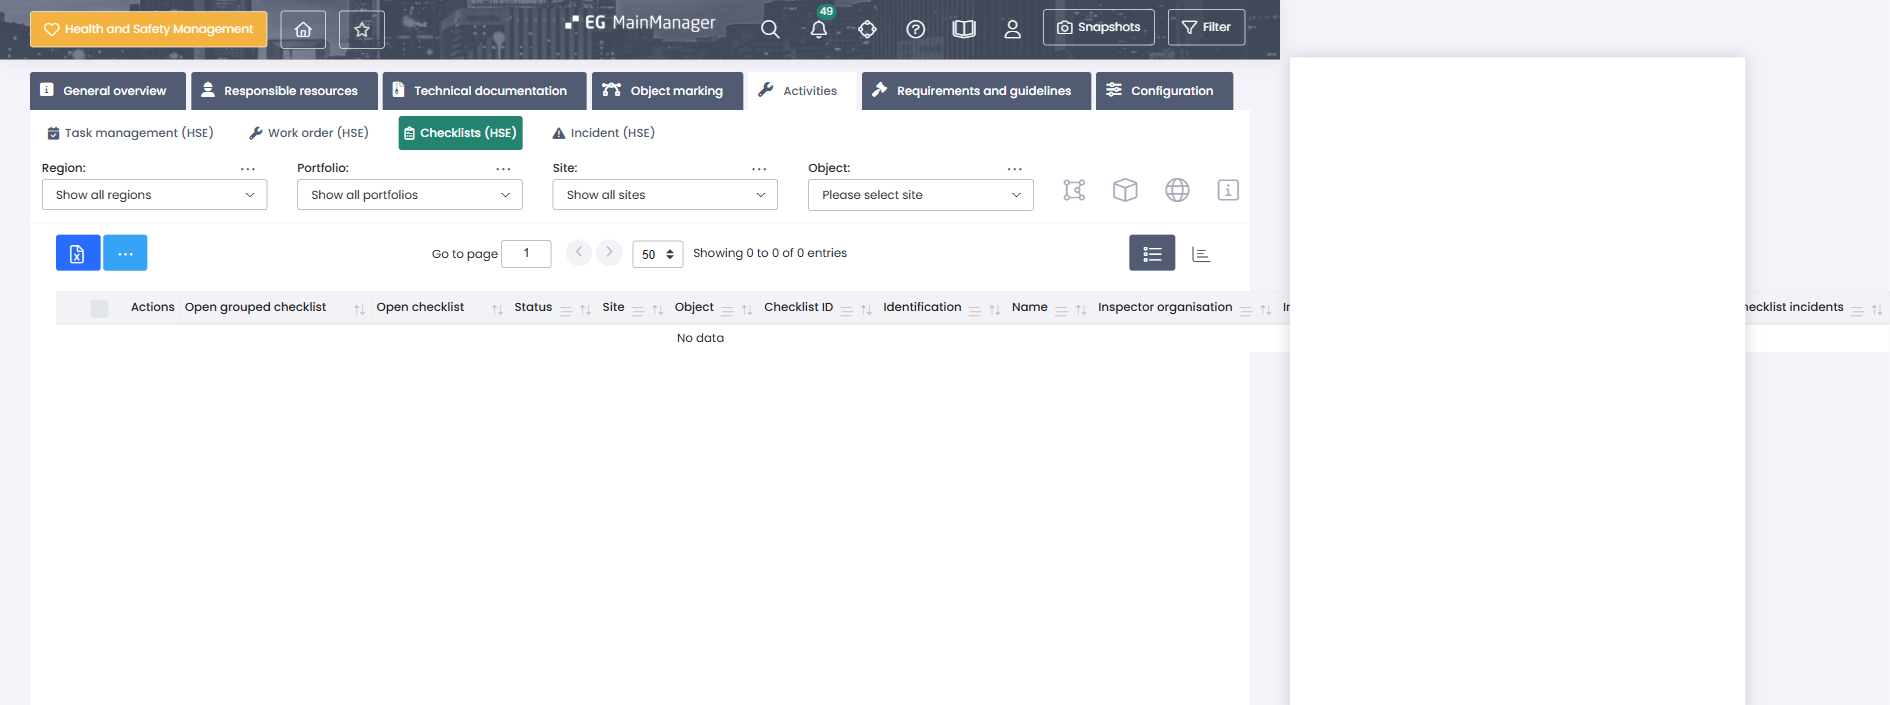 Health and Safety Management
EG MainManager
49
Snapshots
Filter
General overview
Responsible resources
Technical documentation
Object marking
Activities
Requirements and guidelines
Configuration
Task management (HSE)
Work order (HSE)
Checklists (HSE)
Incident (HSE)
Region:
Portfolio:
Site:
Object:
Show all regions
Show all portfolios
Show all sites
Please select site
Go to page 1
50
Showing 0 to 0 of 0 entries
Actions
Open grouped checklist
Open checklist
Status
Site
Object
Checklist ID
Identification
Name
Inspector organisation
incidents
No data